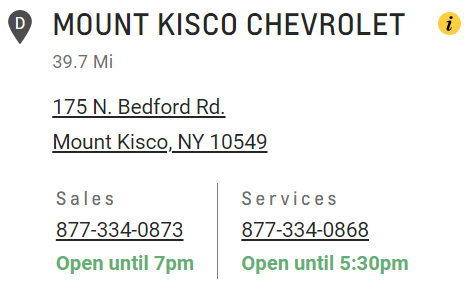 D
MOUNT KISCO CHEVROLET
i
39.7 Mi
175 N. Bedford Rd.
Mount Kisco, NY 10549
Sales
877-334-0873
Open until 7pm
Services
877-334-0868
Open until 5:30pm